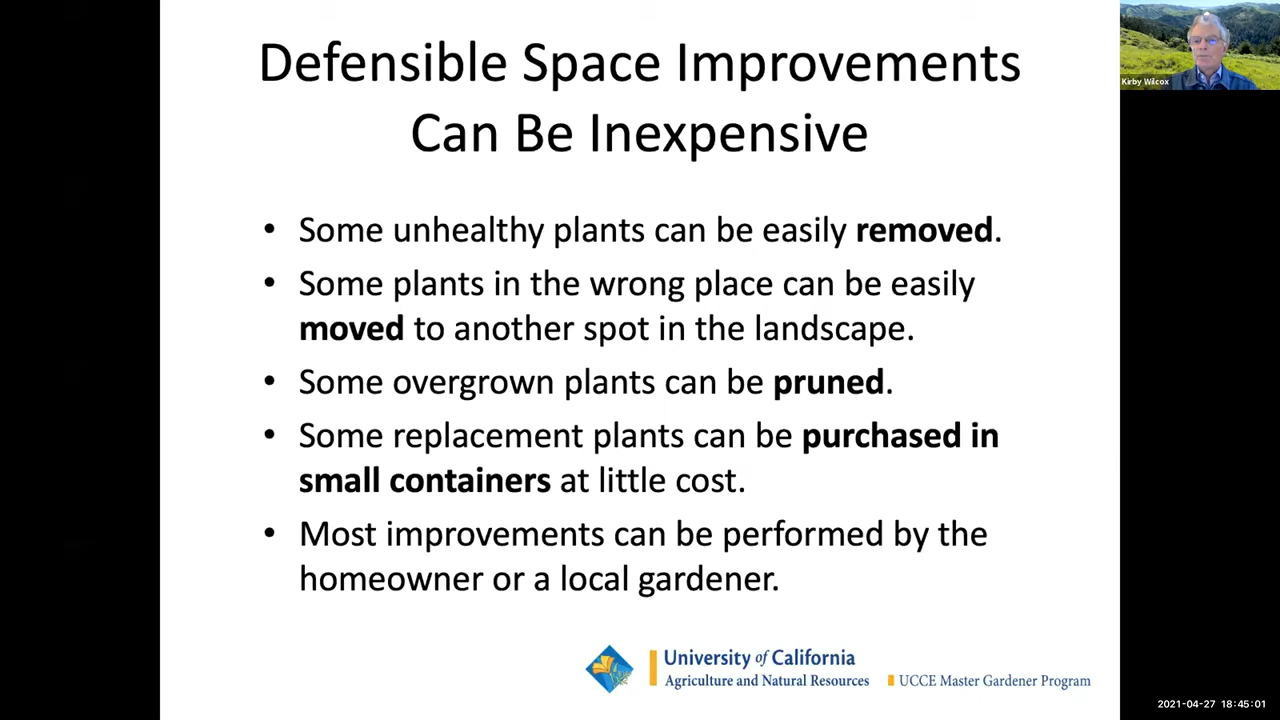 Defensible Space Improvements
Can Be Inexpensive
• Some unhealthy plants can be easily removed.
• Some plants in the wrong place can be easily
moved to another spot in the landscape.
• Some overgrown plants can be pruned.
• Some replacement plants can be purchased in
small containers at little cost.
• Most improvements can be performed by the
homeowner or a local gardener.
University of California
Agriculture and Natural Resources
UCCE Master Gardener Program
Kirby Wilcox
2021-04-27 18:45:01